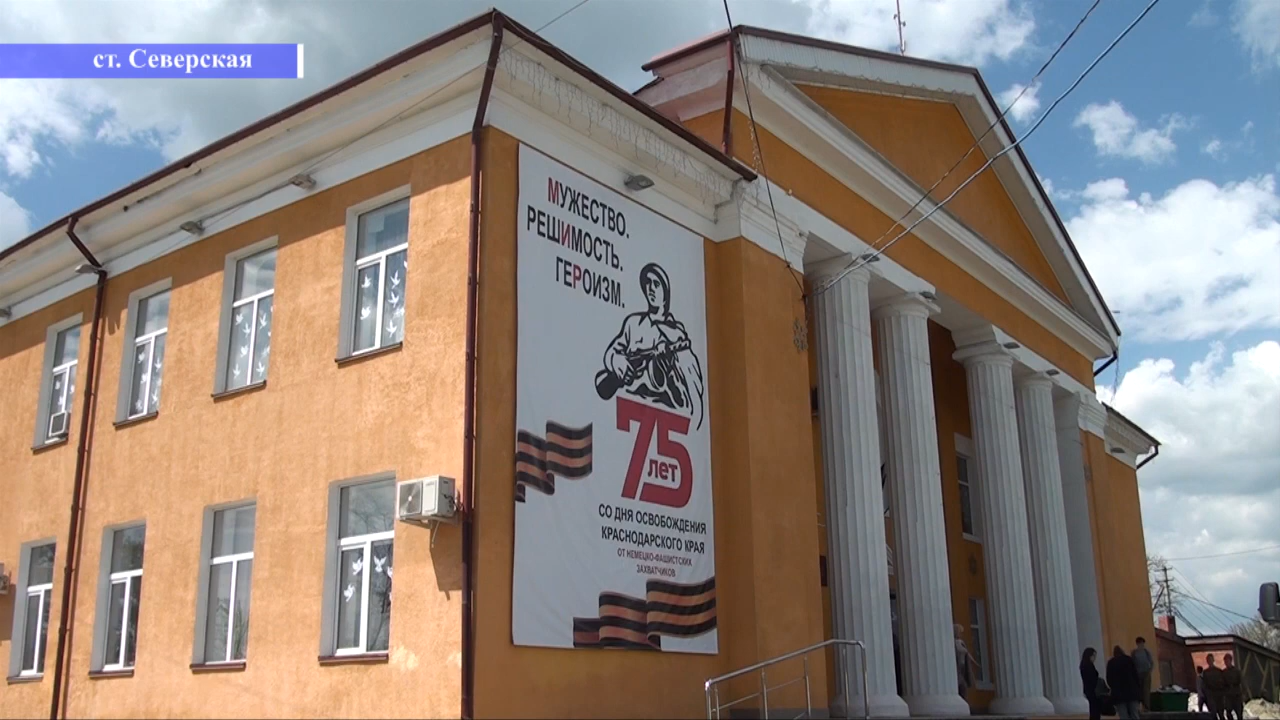 ст. Северская
МУЖЕСТВО.
РЕШИМОСТЬ.
ГЕРОИЗМ.
75
лет
СО ДНЯ ОСВОБОЖДЕНИЯ
КРАСНОДАРСКОГО КРАЯ
ОТ НЕМЕЦКО-ФАШИСТСКИХ
ЗАХВАТЧИКОВ